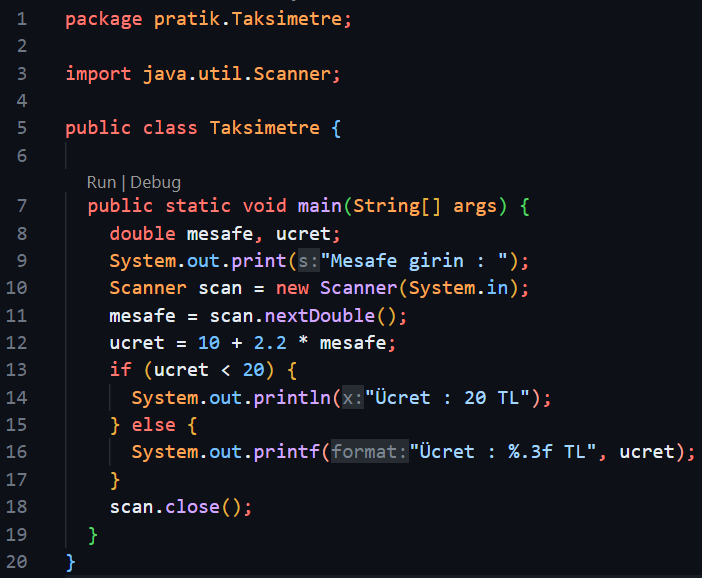 1 package pratik.Taksimetre;
2
3 import java.util.Scanner;
4
5 public class Taksimetre {
6
Run | Debug
7 public static void main(String[] args) {
8 double mesafe, ucret;
9 System.out.print(s:"Mesafe girin : ");
10 Scanner scan = new Scanner(System.in);
11 mesafe = scan.nextDouble();
12 ucret = 10 + 2.2 * mesafe;
13 if (ucret < 20) {
14 System.out.println(x:"Ücret : 20 TL");
15 } else {
16 System.out.printf(format:"Ücret : %.3f TL", ucret);
17 }
18 scan.close();
19 }
20 }